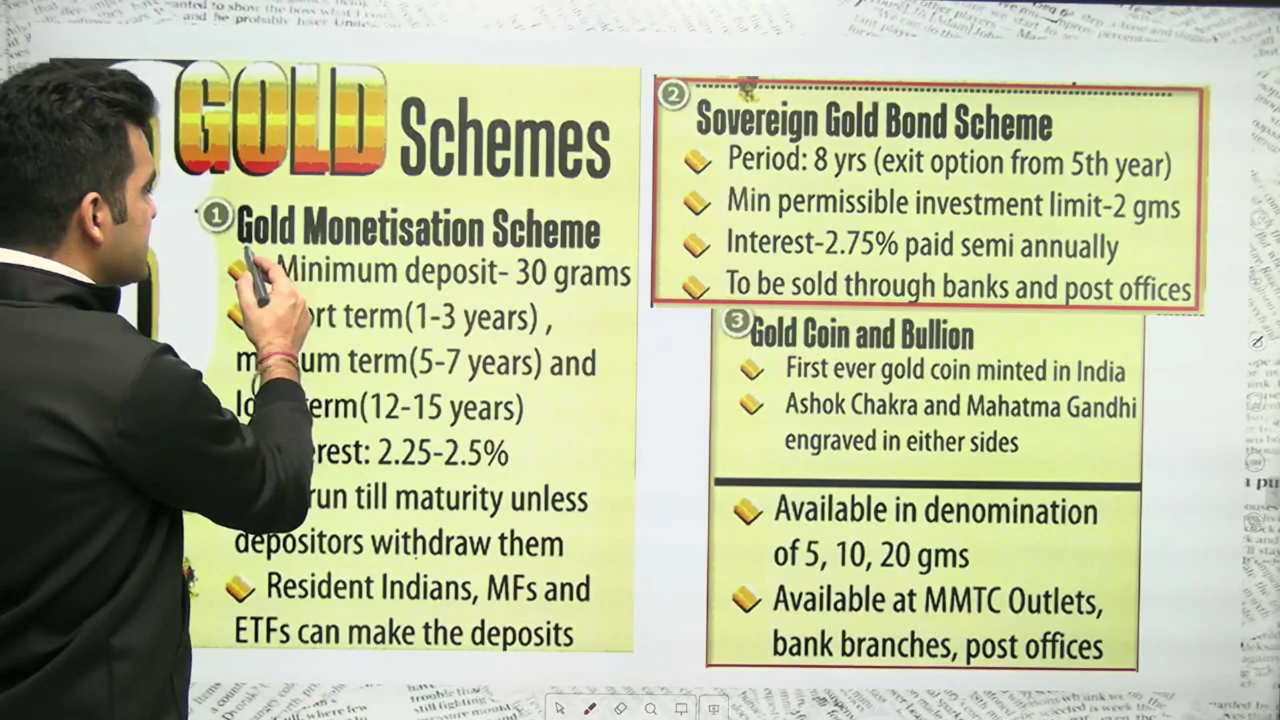 GOLD Schemes
1 Gold Monetisation Scheme
Minimum deposit- 30 grams
ort term(1-3 years) ,
um term(5-7 years) and
erm(12-15 years)
rest: 2.25-2.5%
run till maturity unless
depositors withdraw them
Resident Indians, MFs and
ETFs can make the deposits
2 Sovereign Gold Bond Scheme
Period: 8 yrs (exit option from 5th year)
Min permissible investment limit-2 gms
Interest-2.75% paid semi annually
To be sold through banks and post offices
3 Gold Coin and Bullion
First ever gold coin minted in India
Ashok Chakra and Mahatma Gandhi
engraved in either sides
Available in denomination
of 5, 10, 20 gms
Available at MMTC Outlets,
bank branches, post offices